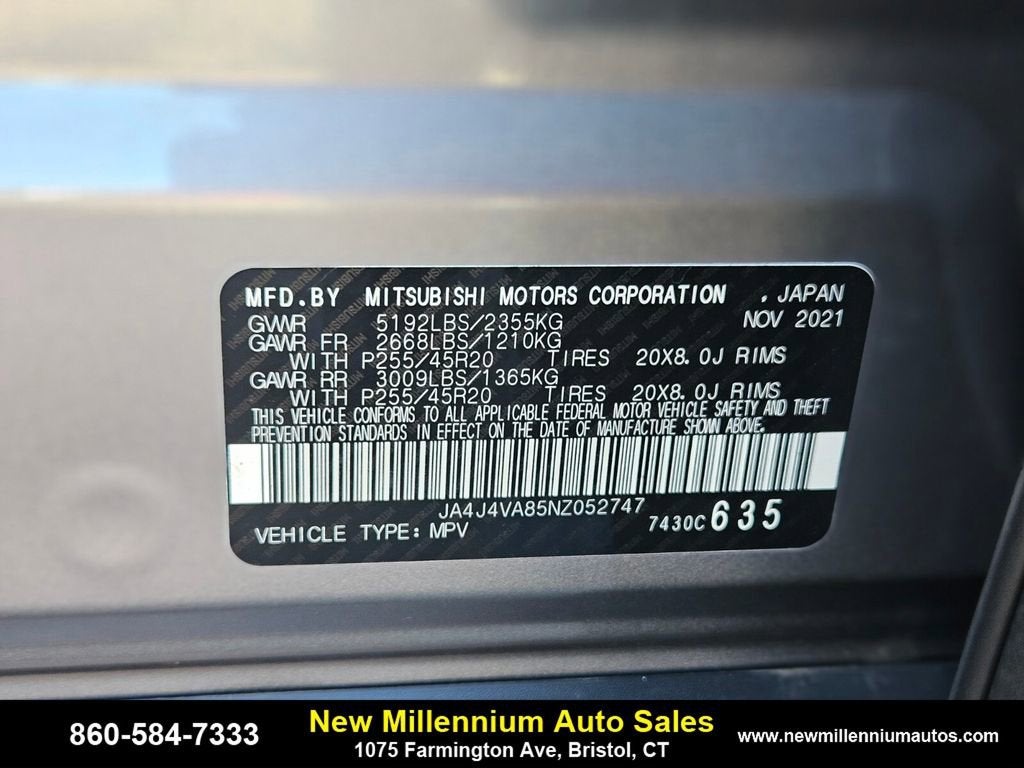 MFD.BY MITSUBISHI MOTORS CORPORATION . JAPAN
GVWR 5192LBS/2355KG NOV 2021
GAWR FR 2668LBS/1210KG
WITH P255/45R20 TIRES 20X8.0J RIMS
GAWR RR 3009LBS/1365KG
WITH P255/45R20 TIRES 20X8.0J RIMS
THIS VEHICLE CONFORMS TO ALL APPLICABLE FEDERAL MOTOR VEHICLE SAFETY AND THEFT
PREVENTION STANDARDS IN EFFECT ON THE DATE OF MANUFACTURE SHOWN ABOVE.
JA4J4VA85NZ052747
VEHICLE TYPE: MPV 7430C 635
860-584-7333
New Millennium Auto Sales
1075 Farmington Ave, Bristol, CT
www.newmillenniumautos.com